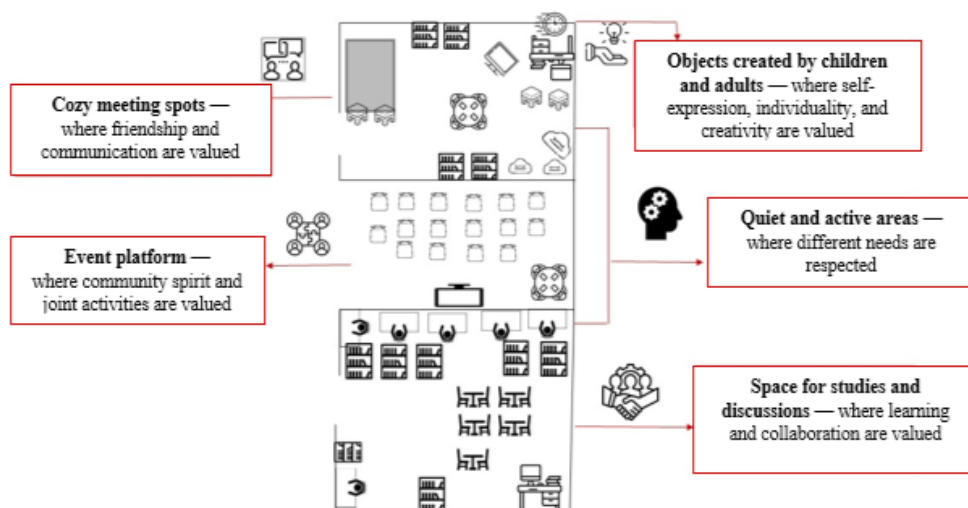 Cozy meeting spots —
where friendship and
communication are valued
Objects created by children
and adults — where self-
expression, individuality, and
creativity are valued
Event platform —
where community spirit and
joint activities are valued
Quiet and active areas —
where different needs are
respected
Space for studies and
discussions — where learning
and collaboration are valued